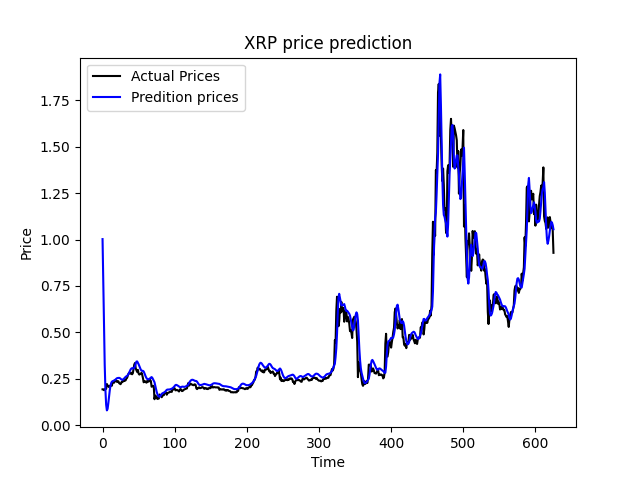 XRP price prediction
Actual Prices
Predition prices
1.75
1.50
1.25
1.00
0.75
0.50
0.25
0.00
Price
0 100 200 300 400 500 600
Time